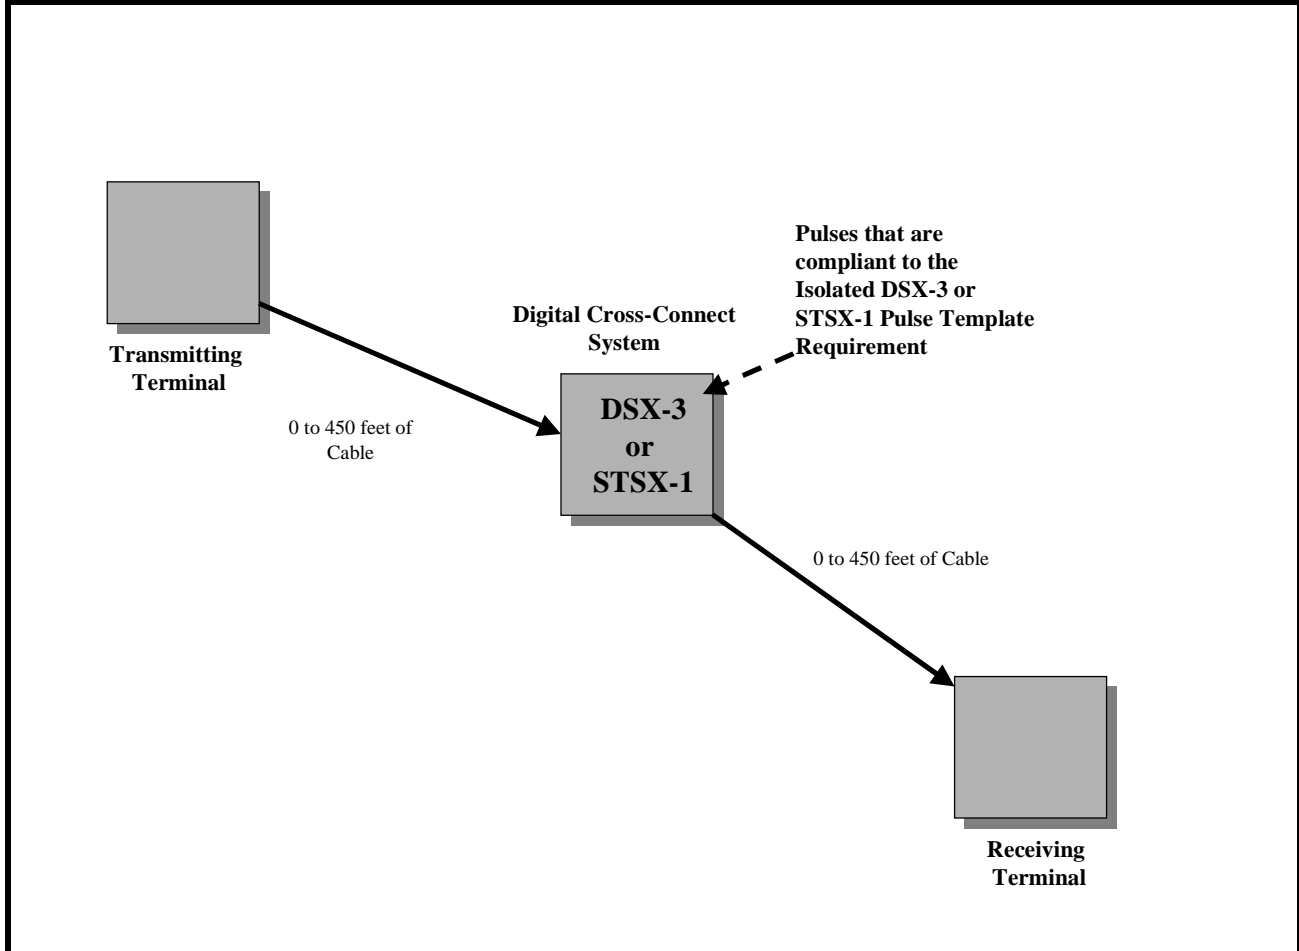 Pulses that are
compliant to the
Isolated DSX-3 or
STSX-1 Pulse Template
Requirement
Digital Cross-Connect
System
Transmitting
Terminal
DSX-3
or
STSX-1
0 to 450 feet of
Cable
0 to 450 feet of Cable
Receiving
Terminal